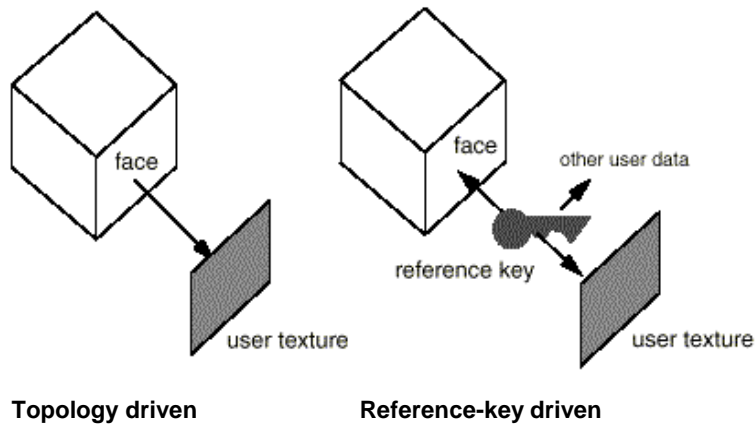 face
user texture
face
other user data
reference key
user texture
Topology driven
Reference-key driven